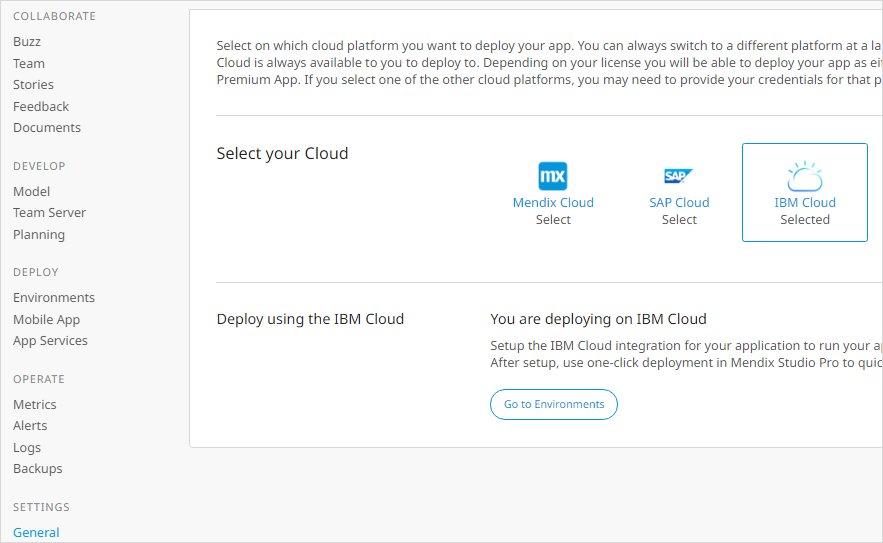 COLLABORATE
Buzz
Team
Stories
Feedback
Documents
DEVELOP
Model
Team Server
Planning
DEPLOY
Environments
Mobile App
App Services
OPERATE
Metrics
Alerts
Logs
Backups
SETTINGS
General
Select on which cloud platform you want to deploy your app. You can always switch to a different platform at a la
Cloud is always available to you to deploy to. Depending on your license you will be able to deploy your app as ei
Premium App. If you select one of the other cloud platforms, you may need to provide your credentials for that p
Select your Cloud
mx
Mendix Cloud
Select
SAP
SAP Cloud
Select
IBM Cloud
Selected
Deploy using the IBM Cloud
You are deploying on IBM Cloud
Setup the IBM Cloud integration for your application to run your a
After setup, use one-click deployment in Mendix Studio Pro to quic
Go to Environments